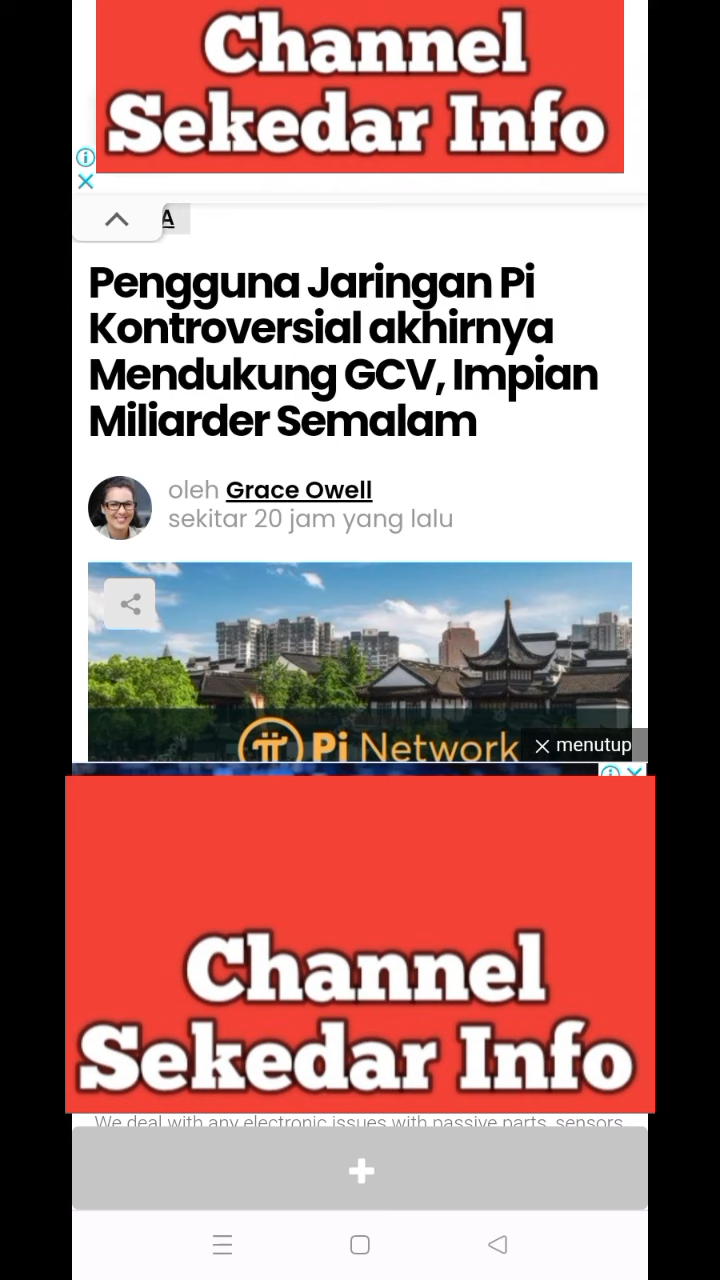 Channel
Sekedar Info
A
Pengguna Jaringan Pi
Kontroversial akhirnya
Mendukung GCV, Impian
Miliarder Semalam
oleh Grace Owell
sekitar 20 jam yang lalu
Pi Network
menutup
Channel
Sekedar Info
We deal with any electronic issues with passive parts, sensors